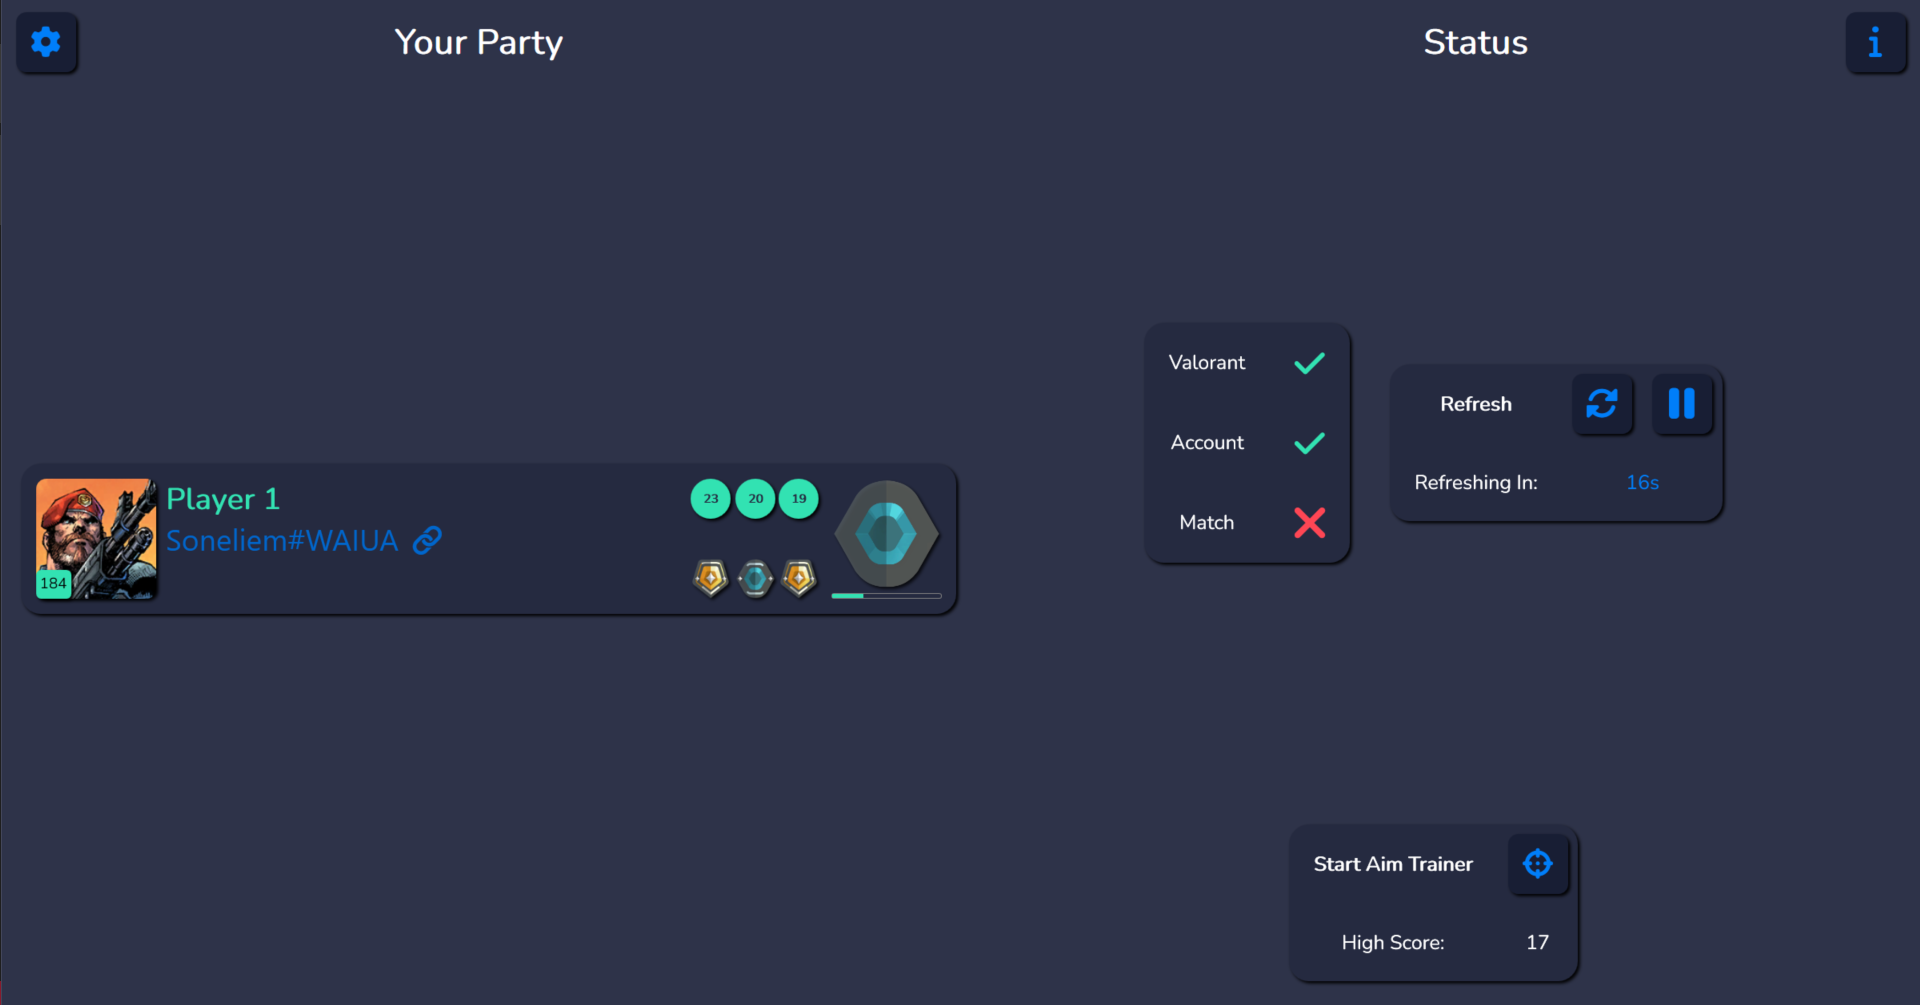 Your Party
Status
Player 1
Soneliem#WAIUA
184
23 20 19
Valorant
Account
Match
Refresh
Refreshing In: 16s
Start Aim Trainer
High Score: 17